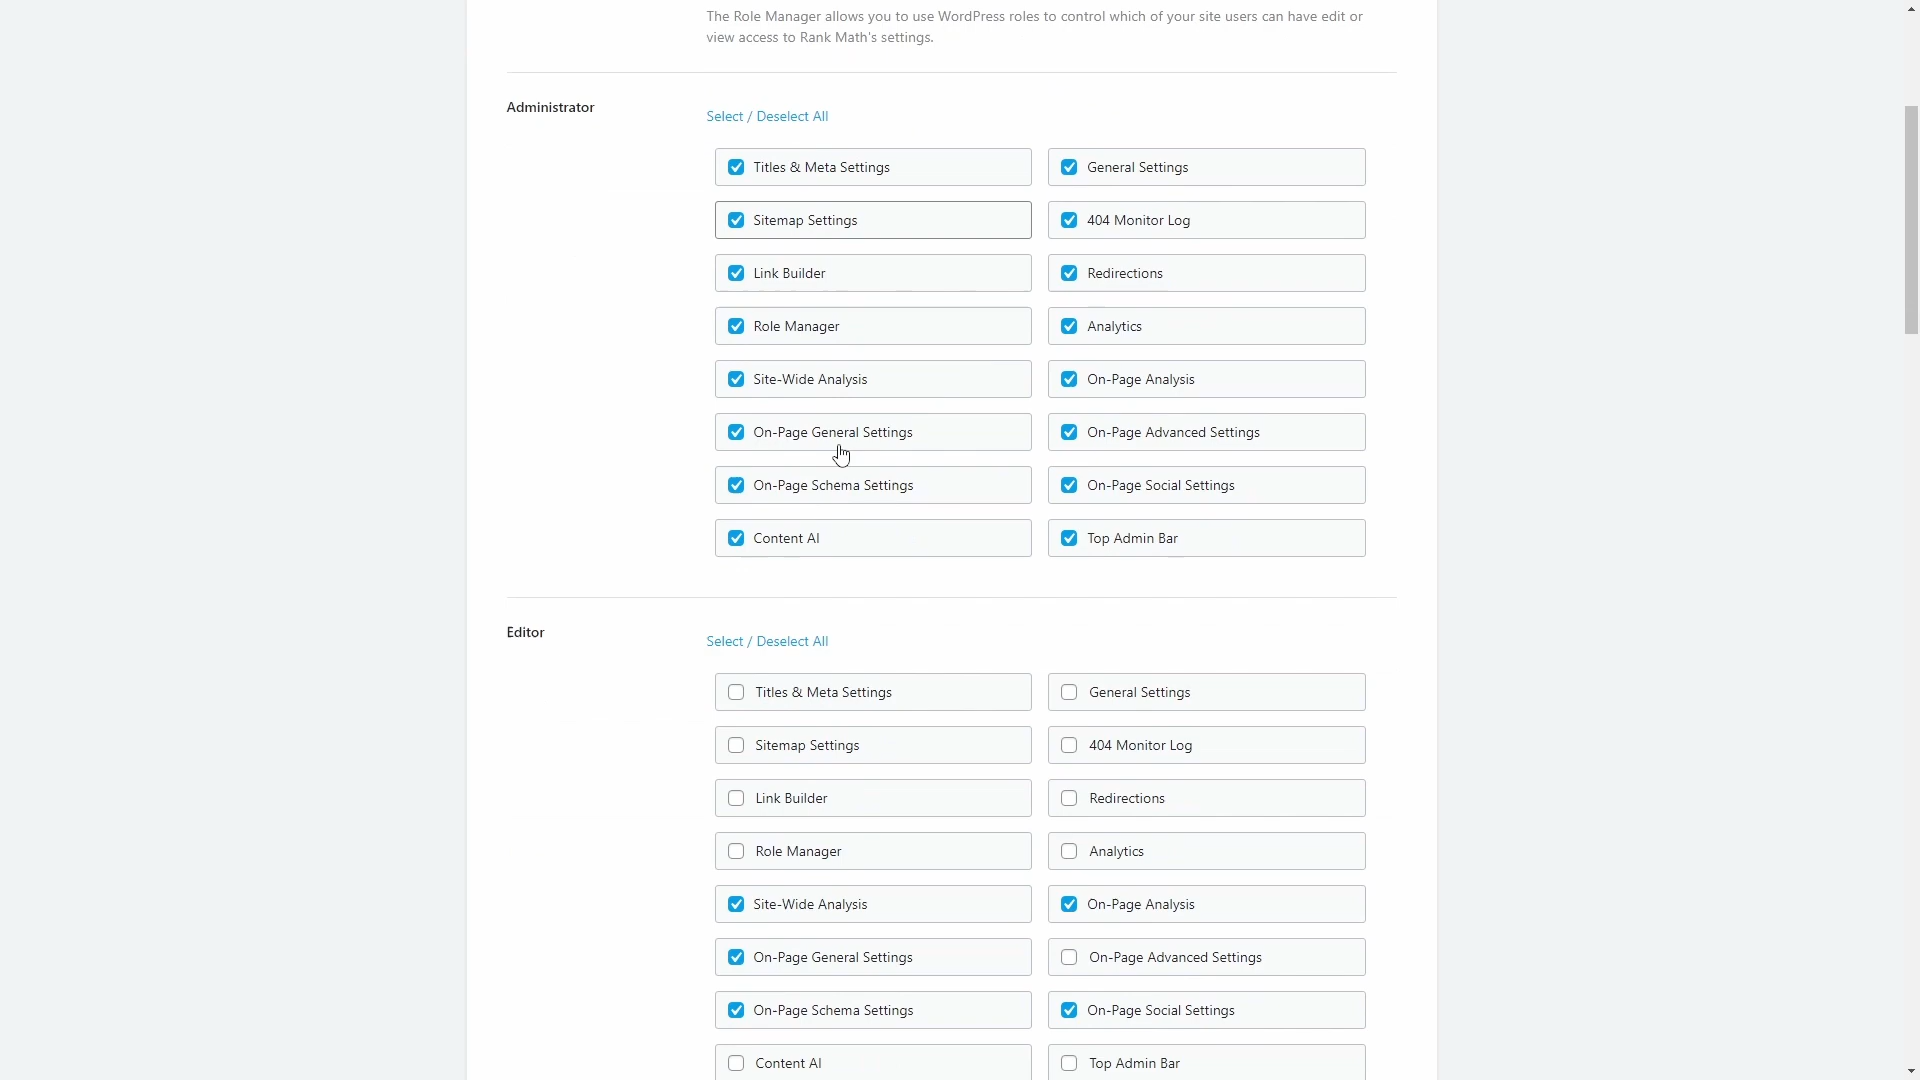 The Role Manager allows you to use WordPress roles to control which of your site users can have edit or
view access to Rank Math's settings.
Administrator
Select / Deselect All
Titles & Meta Settings
General Settings
Sitemap Settings
404 Monitor Log
Link Builder
Redirections
Role Manager
Analytics
Site-Wide Analysis
On-Page Analysis
On-Page General Settings
On-Page Advanced Settings
On-Page Schema Settings
On-Page Social Settings
Content AI
Top Admin Bar
Editor
Select / Deselect All
Titles & Meta Settings
General Settings
Sitemap Settings
404 Monitor Log
Link Builder
Redirections
Role Manager
Analytics
Site-Wide Analysis
On-Page Analysis
On-Page General Settings
On-Page Advanced Settings
On-Page Schema Settings
On-Page Social Settings
Content AI
Top Admin Bar